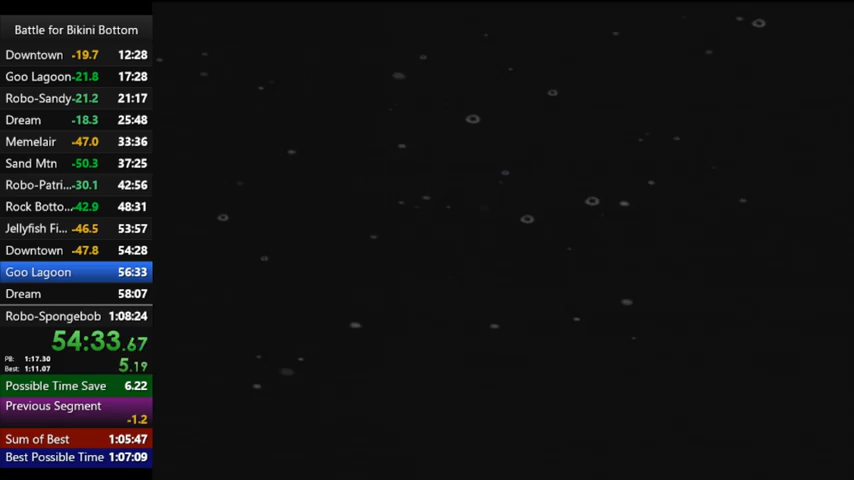 Battle for Bikini Bottom
Downtown -19.7 12:28
Goo Lagoon -21.8 17:28
Robo-Sandy -21.2 21:17
Dream -18.3 25:48
Memelair -47.0 33:36
Sand Mtn -50.3 37:25
Robo-Patri... -30.1 42:56
Rock Botto... -42.9 48:31
Jellyfish Fi... -46.5 53:57
Downtown -47.8 54:28
Goo Lagoon 56:33
Dream 58:07
Robo-Spongebob 1:08:24
54:33.67
PB: 1:17.30
Best: 1:11.07
5.19
Possible Time Save 6.22
Previous Segment
-1.2
Sum of Best 1:05:47
Best Possible Time 1:07:09